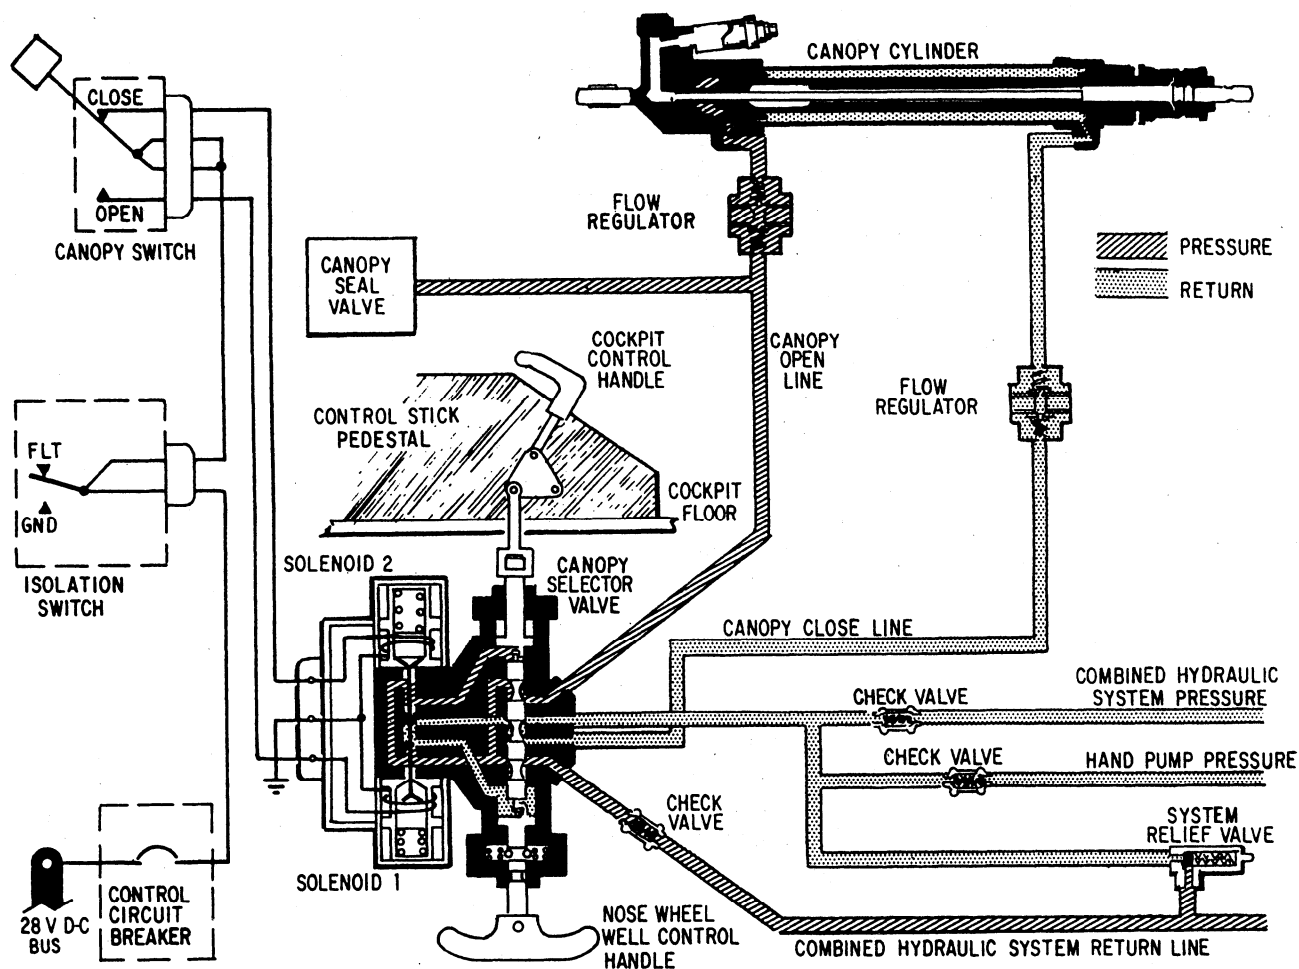 CANOPY CYLINDER
CLOSE
OPEN
CANOPY SWITCH
FLOW
REGULATOR
PRESSURE
RETURN
CANOPY
SEAL
VALVE
COCKPIT
CONTROL
HANDLE
CANOPY
OPEN
LINE
FLOW
REGULATOR
CONTROL STICK
PEDESTAL
FLT
GND
ISOLATION
SWITCH
COCKPIT
FLOOR
SOLENOID 2
CANOPY
SELECTOR
VALVE
CANOPY CLOSE LINE
COMBINED HYDRAULIC
SYSTEM PRESSURE
CHECK VALVE
CHECK VALVE
HAND PUMP PRESSURE
CHECK
VALVE
SYSTEM
RELIEF VALVE
SOLENOID 1
CONTROL
CIRCUIT
BREAKER
28 V D-C
BUS
NOSE WHEEL
WELL CONTROL
HANDLE
COMBINED HYDRAULIC SYSTEM RETURN LINE